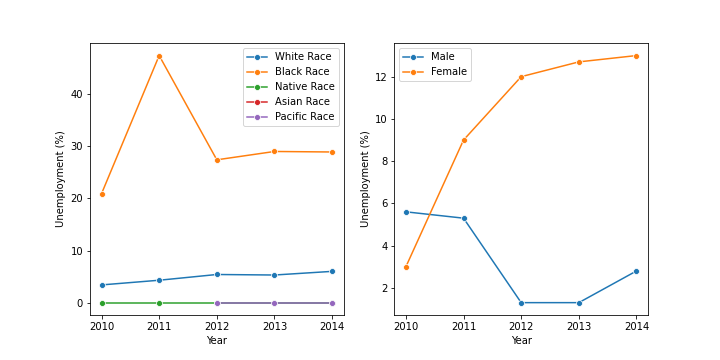 Unemployment (%)
40
30
20
10
0
2010 2011 2012 2013 2014
Year
White Race
Black Race
Native Race
Asian Race
Pacific Race
Unemployment (%)
12
10
8
6
4
2
2010 2011 2012 2013 2014
Year
Male
Female